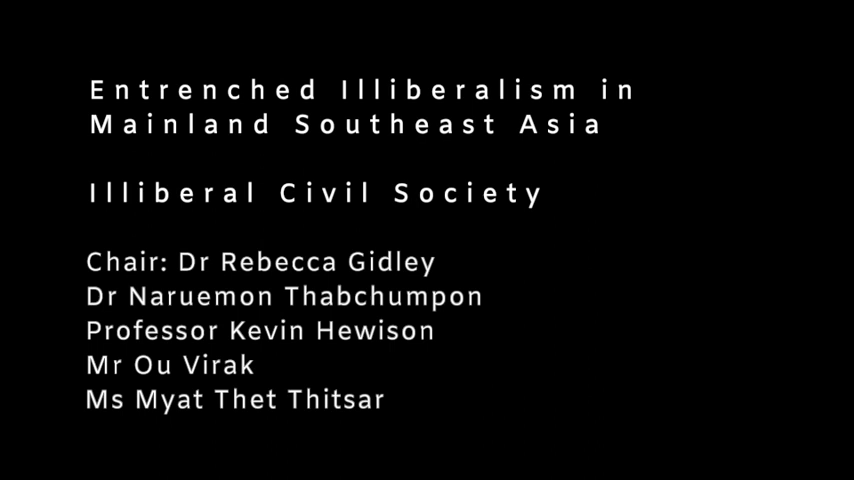 Entrenched Illiberalism in
Mainland Southeast Asia
Illiberal Civil Society
Chair: Dr Rebecca Gidley
Dr Naruemon Thabchumpon
Professor Kevin Hewison
Mr Ou Virak
Ms Myat Thet Thitsar